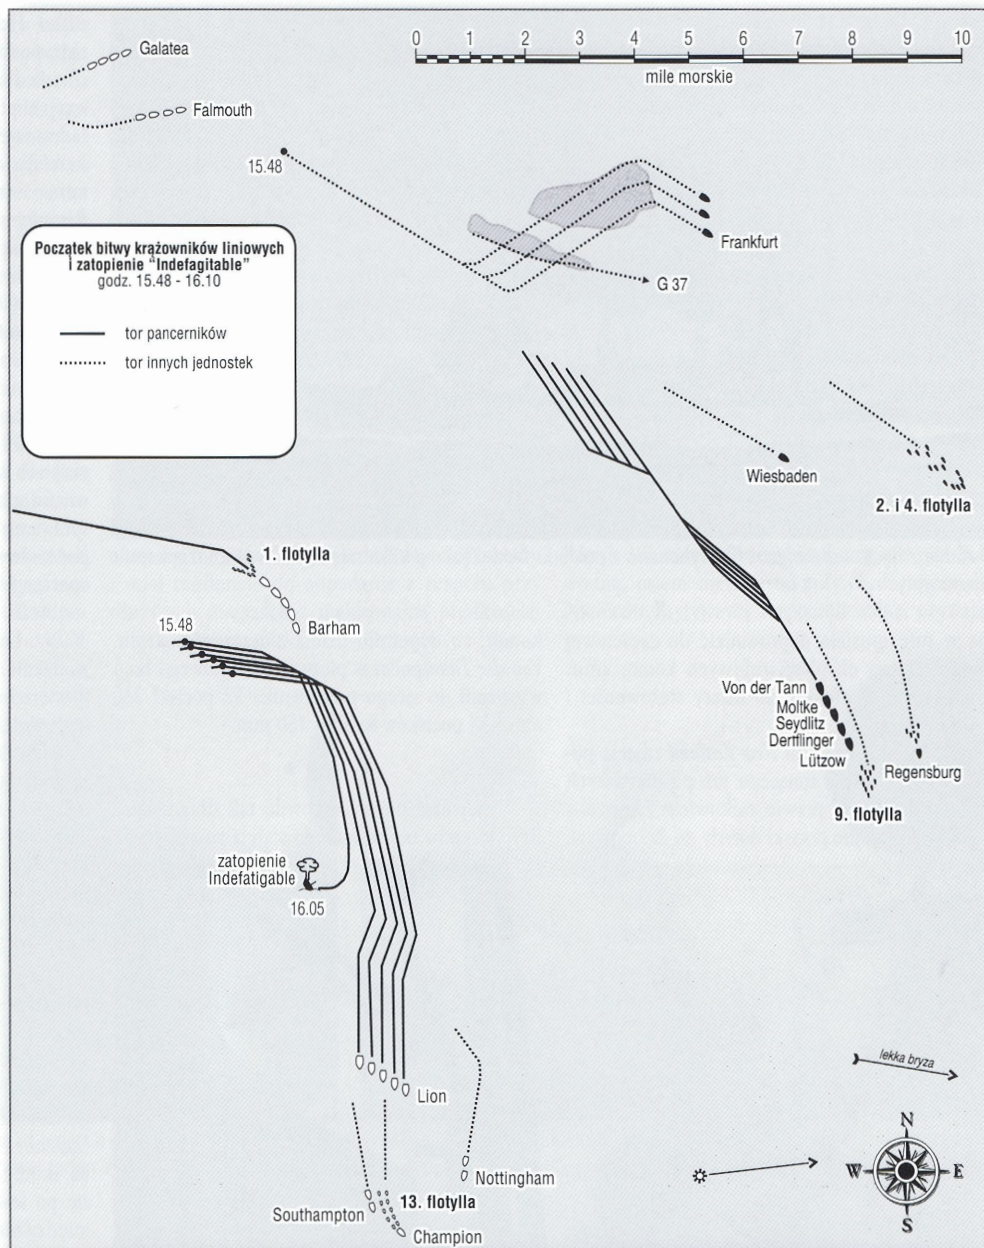 Galatea
0 1 2 3 4 5 6 7 8 9 10
mile morskie
Falmouth
15.48
Początek bitwy krążowników liniowych
i zatopienie "Indefagitable"
godz. 15.48 - 16.10
tor pancerników
tor innych jednostek
Frankfurt
G 37
Wiesbaden
2. i 4. flotylla
1. flotylla
15.48
Barham
Von der Tann
Moltke
Seydlitz
Dertflinger
Lützow
Regensburg
9. flotylla
zatopienie
Indefatigable
16.05
lekka bryza
Lion
N
W E
S
Nottingham
13. flotylla
Southampton
Champion